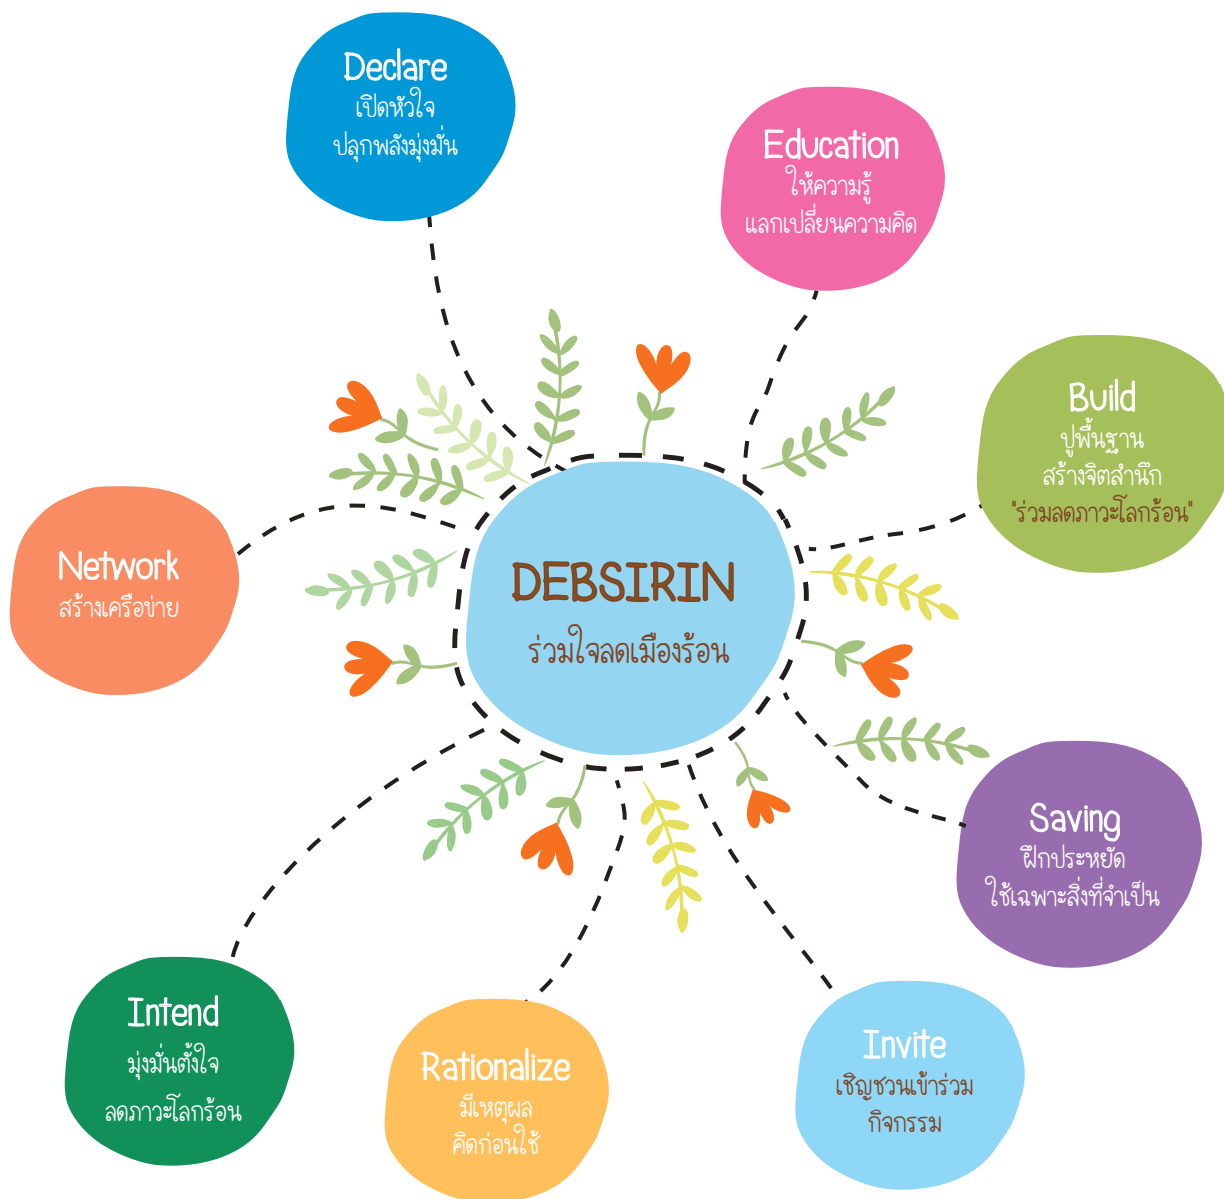 Declare
เปิดหัวใจ
ปลุกพลังมุ่งมั่น
Education
ให้ความรู้
แลกเปลี่ยนความคิด
Build
ปูพื้นฐาน
สร้างจิตสำนึก
"ร่วมลดภาวะโลกร้อน"
Network
สร้างเครือข่าย
DEBSIRIN
ร่วมใจลดเมืองร้อน
Saving
ฝึกประหยัด
ใช้เฉพาะสิ่งที่จำเป็น
Intend
มุ่งมั่นตั้งใจ
ลดภาวะโลกร้อน
Rationalize
มีเหตุผล
คิดก่อนใช้
Invite
เชิญชวนเข้าร่วม
กิจกรรม